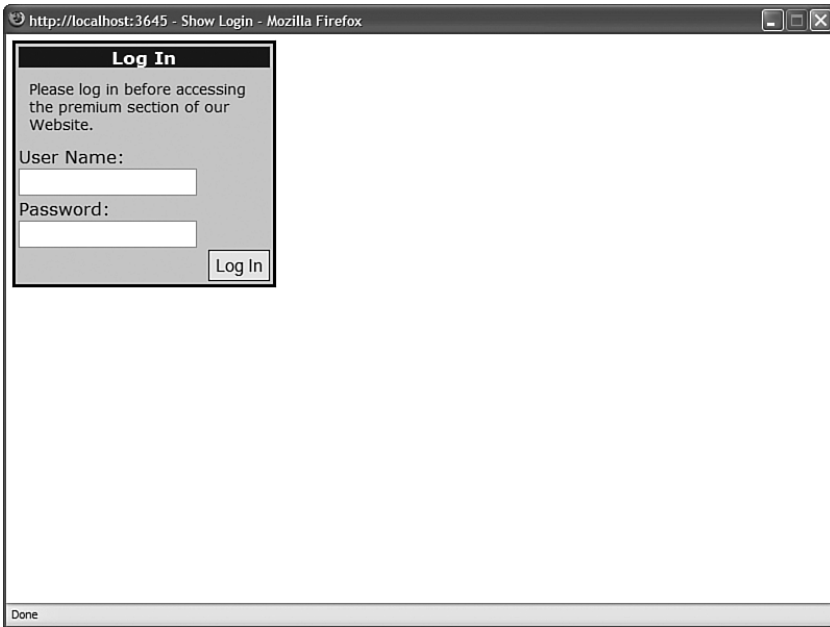 http://localhost:3645 - Show Login - Mozilla Firefox
Log In
Please log in before accessing
the premium section of our
Website.
User Name:
Password:
Log In
Done